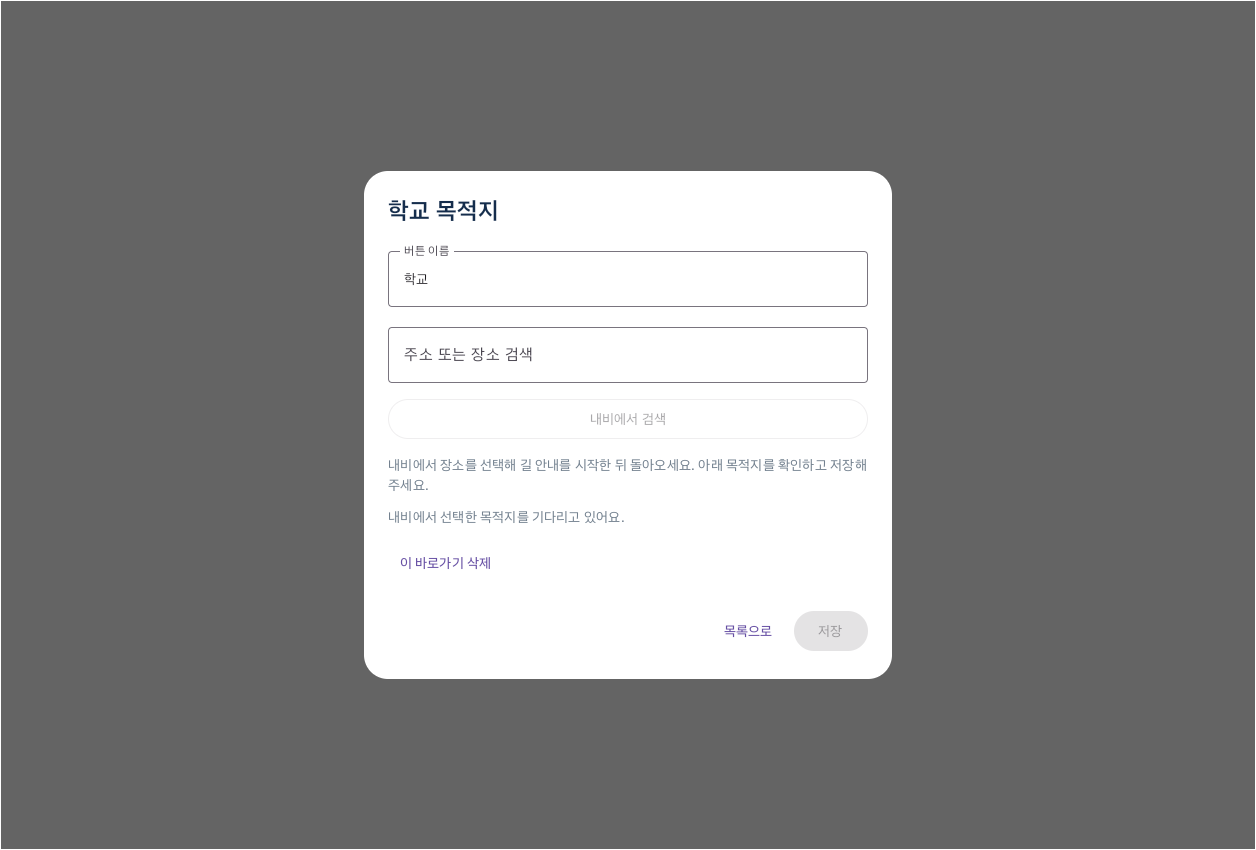 학교 목적지
버튼 이름
학교
주소 또는 장소 검색
내비에서 검색
내비에서 장소를 선택해 길 안내를 시작한 뒤 돌아오세요. 아래 목적지를 확인하고 저장해
주세요.
내비에서 선택한 목적지를 기다리고 있어요.
이 바로가기 삭제
목록으로
저장